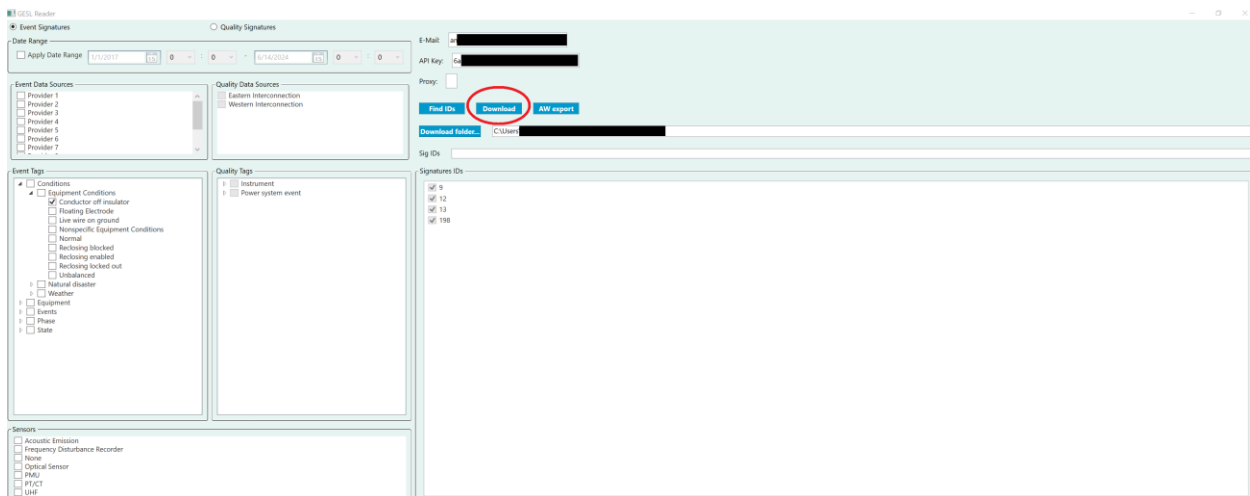 GESL Reader
Event Signatures
Quality Signatures
Date Range
Apply Date Range 1/1/2017 15 0 : 0 - 6/14/2024 15 0 : 0
Event Data Sources
Provider 1
Provider 2
Provider 3
Provider 4
Provider 5
Provider 6
Provider 7
Quality Data Sources
Eastern Interconnection
Western Interconnection
Event Tags
Conditions
Equipment Conditions
Conductor off insulator
Floating Electrode
Live wire on ground
Nonspecific Equipment Conditions
Normal
Reclosing blocked
Reclosing enabled
Reclosing locked out
Unbalanced
Natural disaster
Weather
Equipment
Events
Phase
State
Quality Tags
Instrument
Power system event
Sensors
Acoustic Emission
Frequency Disturbance Recorder
None
Optical Sensor
PMU
PT/CT
UHF
E-Mail: an
API Key: 6a
Proxy:
Find IDs Download AW export
Download folder... C:\Users
Sig IDs
Signatures IDs
9
12
13
198